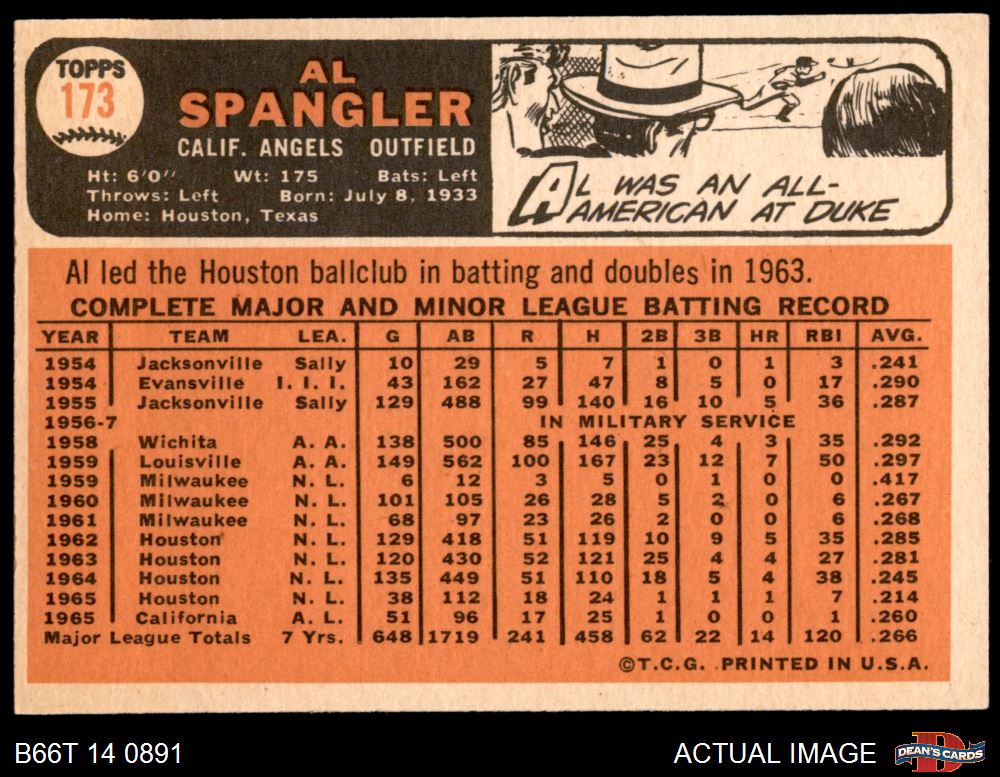 TOPPS
173
AL
SPANGLER
CALIF. ANGELS OUTFIELD
Ht: 6'0" Wt: 175 Bats: Left
Throws: Left Born: July 8, 1933
Home: Houston, Texas
AL WAS AN ALL-
AMERICAN AT DUKE
Al led the Houston ballclub in batting and doubles in 1963.
COMPLETE MAJOR AND MINOR LEAGUE BATTING RECORD
YEAR TEAM LEA. G AB R H 2B 3B HR RBI AVG.
1954 Jacksonville Sally 10 29 5 7 1 0 1 3 .241
1954 Evansville I. I. I. 43 162 27 47 8 5 0 17 .290
1955 Jacksonville Sally 129 488 99 140 16 10 5 36 .287
1956-7 IN MILITARY SERVICE
1958 Wichita A. A. 138 500 85 146 25 4 3 35 .292
1959 Louisville A. A. 149 562 100 167 23 12 7 50 .297
1959 Milwaukee N. L. 6 12 3 5 0 1 0 0 .417
1960 Milwaukee N. L. 101 105 26 28 5 2 0 6 .267
1961 Milwaukee N. L. 68 97 23 26 2 0 0 6 .268
1962 Houston N. L. 129 418 51 119 10 9 5 35 .285
1963 Houston N. L. 120 430 52 121 25 4 4 27 .281
1964 Houston N. L. 135 449 51 110 18 5 4 38 .245
1965 Houston N. L. 38 112 18 24 1 1 1 7 .214
1965 California A. L. 51 96 17 25 1 0 0 1 .260
Major League Totals 7 Yrs. 648 1719 241 458 62 22 14 120 .266
©T.C.G. PRINTED IN U.S.A.
B66T 14 0891 ACTUAL IMAGE DEAN'S CARDS